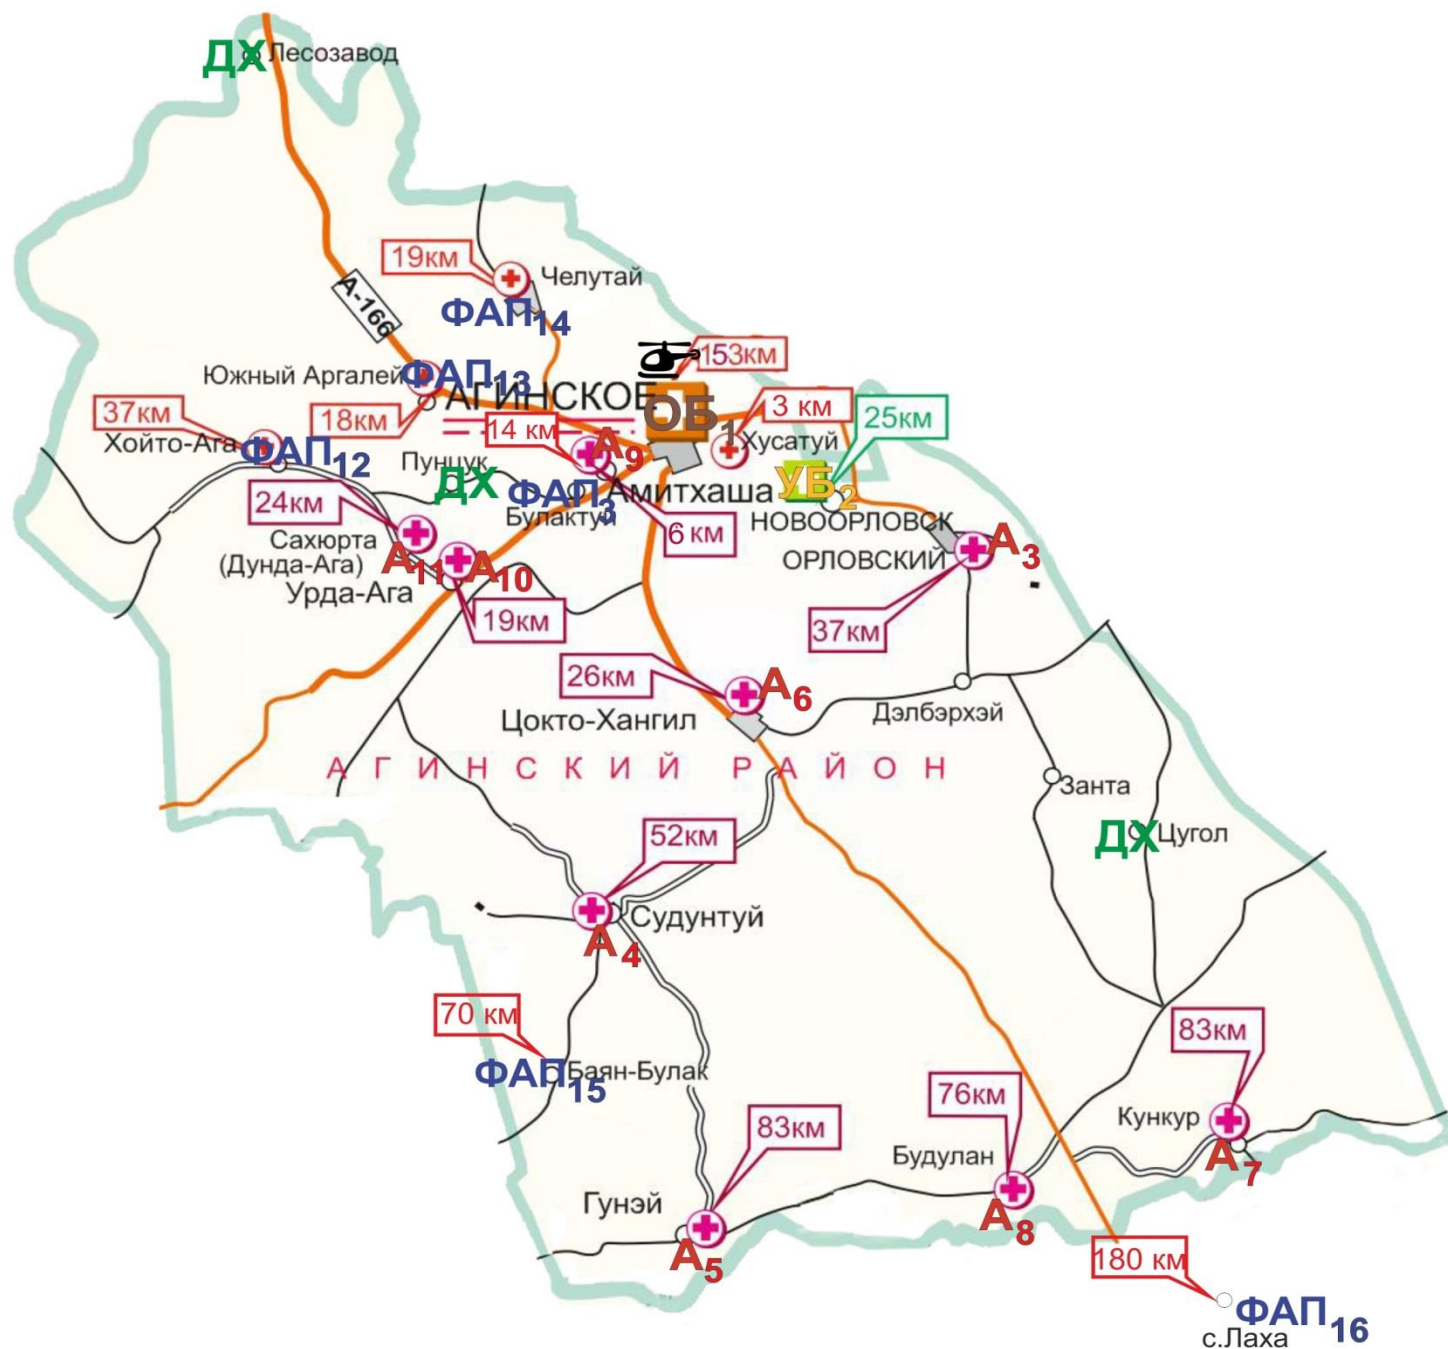 ДХ Лесозавод
19км
Челутай
ФАП14
А-166
153км
Южный Аргалей
ФАП13
АГИНСКОЕ
ОБ1
37км
18км
14 км
3 км
25км
Хойто-Ага
ФАП12
А9
Хусатуй
Пунцук
ДХ
ФАП3
Амитхаша
УБ2
Булактуй
НОВООРЛОВСК
24км
6 км
Сахюрта
(Дунда-Ага)
А11
А10
ОРЛОВСКИЙ
А3
Урда-Ага
19км
37км
26км
А6
Цокто-Хангил
Дэлбэрхэй
АГИНСКИЙ РАЙОН
Занта
52км
ДХ Цугол
Судунтуй
А4
70 км
83км
ФАП15
Баян-Булак
76км
83км
Кункур
Будулан
А7
Гунэй
А8
А5
180 км
ФАП16
с.Лаха